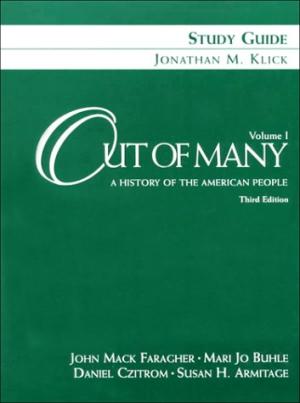 STUDY GUIDE
JONATHAN M. KLICK
Volume I
OUT OF MANY
A HISTORY OF THE AMERICAN PEOPLE
Third Edition
JOHN MACK FARAGHER • MARI JO BUHLE
DANIEL CZITROM • SUSAN H. ARMITAGE